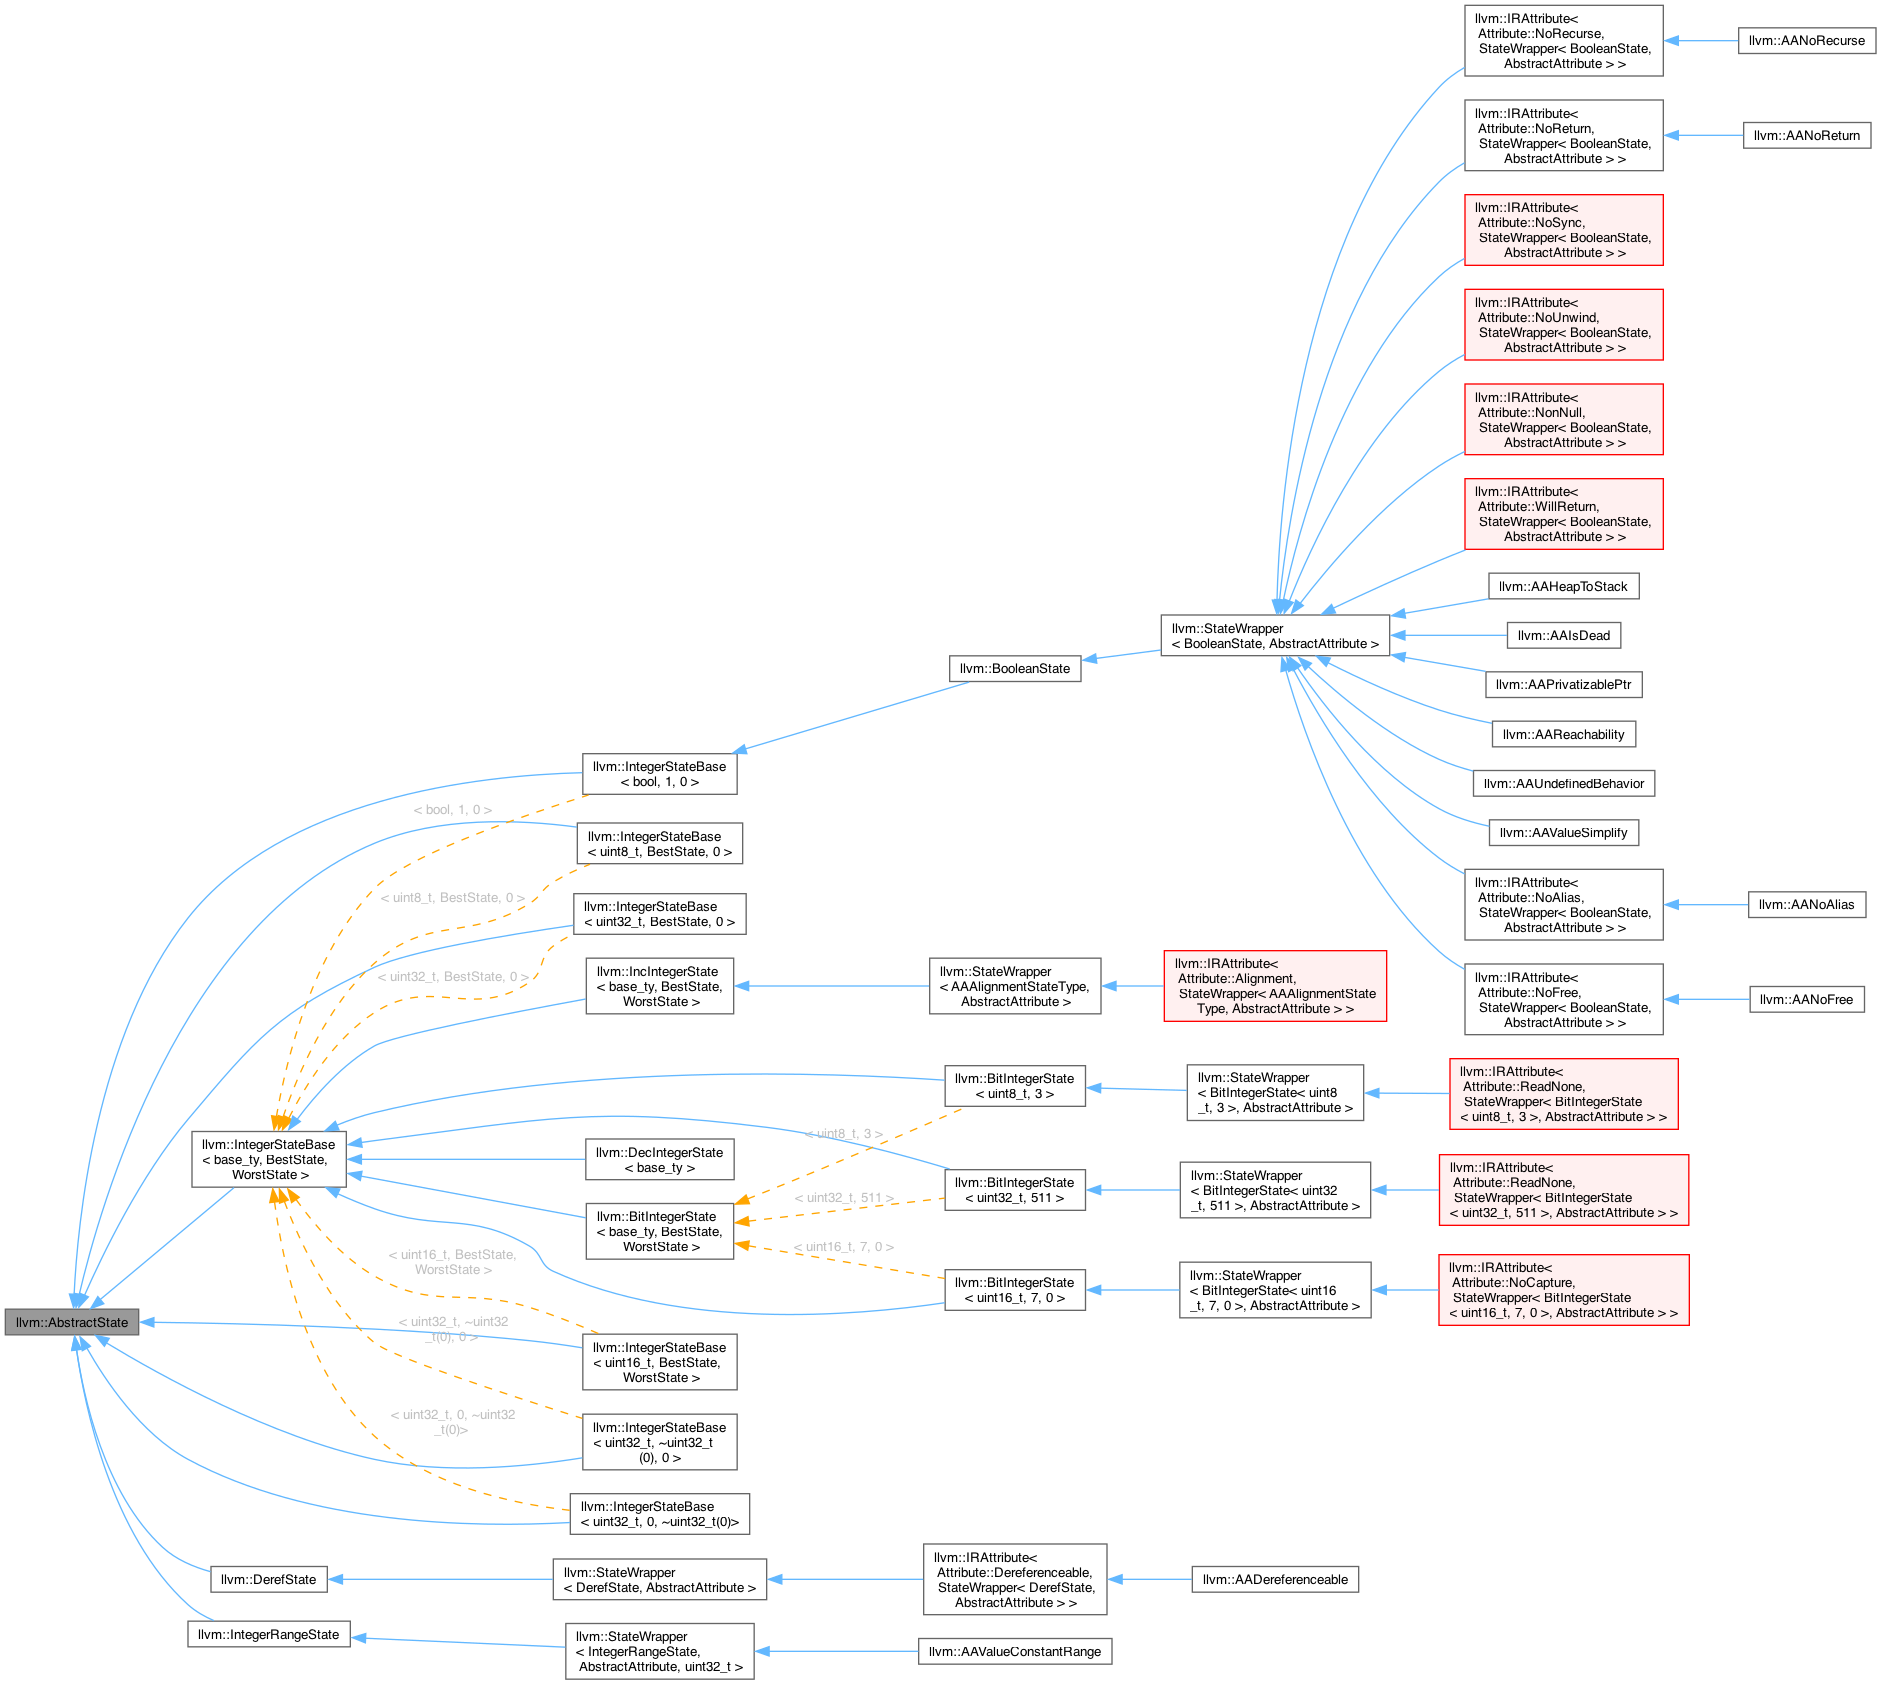 llvm::IRAttribute<
Attribute::NoRecurse,
StateWrapper< BooleanState,
AbstractAttribute > >
llvm::AANoRecurse
llvm::IRAttribute<
Attribute::NoReturn,
StateWrapper< BooleanState,
AbstractAttribute > >
llvm::AANoReturn
llvm::IRAttribute<
Attribute::NoSync,
StateWrapper< BooleanState,
AbstractAttribute > >
llvm::IRAttribute<
Attribute::NoUnwind,
StateWrapper< BooleanState,
AbstractAttribute > >
llvm::IRAttribute<
Attribute::NonNull,
StateWrapper< BooleanState,
AbstractAttribute > >
llvm::IRAttribute<
Attribute::WillReturn,
StateWrapper< BooleanState,
AbstractAttribute > >
llvm::AAHeapToStack
llvm::StateWrapper
< BooleanState, AbstractAttribute >
llvm::AAIsDead
llvm::BooleanState
llvm::AAPrivatizablePtr
llvm::AAReachability
llvm::IntegerStateBase
< bool, 1, 0 >
llvm::AAUndefinedBehavior
< bool, 1, 0 >
llvm::IntegerStateBase
< uint8_t, BestState, 0 >
llvm::AAValueSimplify
< uint8_t, BestState, 0 >
llvm::IntegerStateBase
< uint32_t, BestState, 0 >
llvm::IRAttribute<
Attribute::NoAlias,
StateWrapper< BooleanState,
AbstractAttribute > >
llvm::AANoAlias
< uint32_t, BestState, 0 >
llvm::IncIntegerState
< base_ty, BestState,
WorstState >
llvm::StateWrapper
< AAAlignmentStateType,
AbstractAttribute >
llvm::IRAttribute<
Attribute::Alignment,
StateWrapper< AAAlignmentState
Type, AbstractAttribute > >
llvm::IRAttribute<
Attribute::NoFree,
StateWrapper< BooleanState,
AbstractAttribute > >
llvm::AANoFree
llvm::BitIntegerState
< uint8_t, 3 >
llvm::StateWrapper
< BitIntegerState< uint8
_t, 3 >, AbstractAttribute >
llvm::IRAttribute<
Attribute::ReadNone,
StateWrapper< BitIntegerState
< uint8_t, 3 >, AbstractAttribute > >
< uint8_t, 3 >
llvm::IntegerStateBase
< base_ty, BestState,
WorstState >
llvm::DecIntegerState
< base_ty >
llvm::BitIntegerState
< uint32_t, 511 >
llvm::StateWrapper
< BitIntegerState< uint32
_t, 511 >, AbstractAttribute >
llvm::IRAttribute<
Attribute::ReadNone,
StateWrapper< BitIntegerState
< uint32_t, 511 >, AbstractAttribute > >
< uint32_t, 511 >
llvm::BitIntegerState
< base_ty, BestState,
WorstState >
< uint16_t, 7, 0 >
< uint16_t, BestState,
WorstState >
llvm::BitIntegerState
< uint16_t, 7, 0 >
llvm::StateWrapper
< BitIntegerState< uint16
_t, 7, 0 >, AbstractAttribute >
llvm::IRAttribute<
Attribute::NoCapture,
StateWrapper< BitIntegerState
< uint16_t, 7, 0 >, AbstractAttribute > >
llvm::AbstractState
< uint32_t, ~uint32
_t(0), 0 >
llvm::IntegerStateBase
< uint16_t, BestState,
WorstState >
< uint32_t, 0, ~uint32
_t(0)>
llvm::IntegerStateBase
< uint32_t, ~uint32_t
(0), 0 >
llvm::IntegerStateBase
< uint32_t, 0, ~uint32_t(0)>
llvm::DerefState
llvm::StateWrapper
< DerefState, AbstractAttribute >
llvm::IRAttribute<
Attribute::Dereferenceable,
StateWrapper< DerefState,
AbstractAttribute > >
llvm::AADereferenceable
llvm::IntegerRangeState
llvm::StateWrapper
< IntegerRangeState,
AbstractAttribute, uint32_t >
llvm::AAValueConstantRange